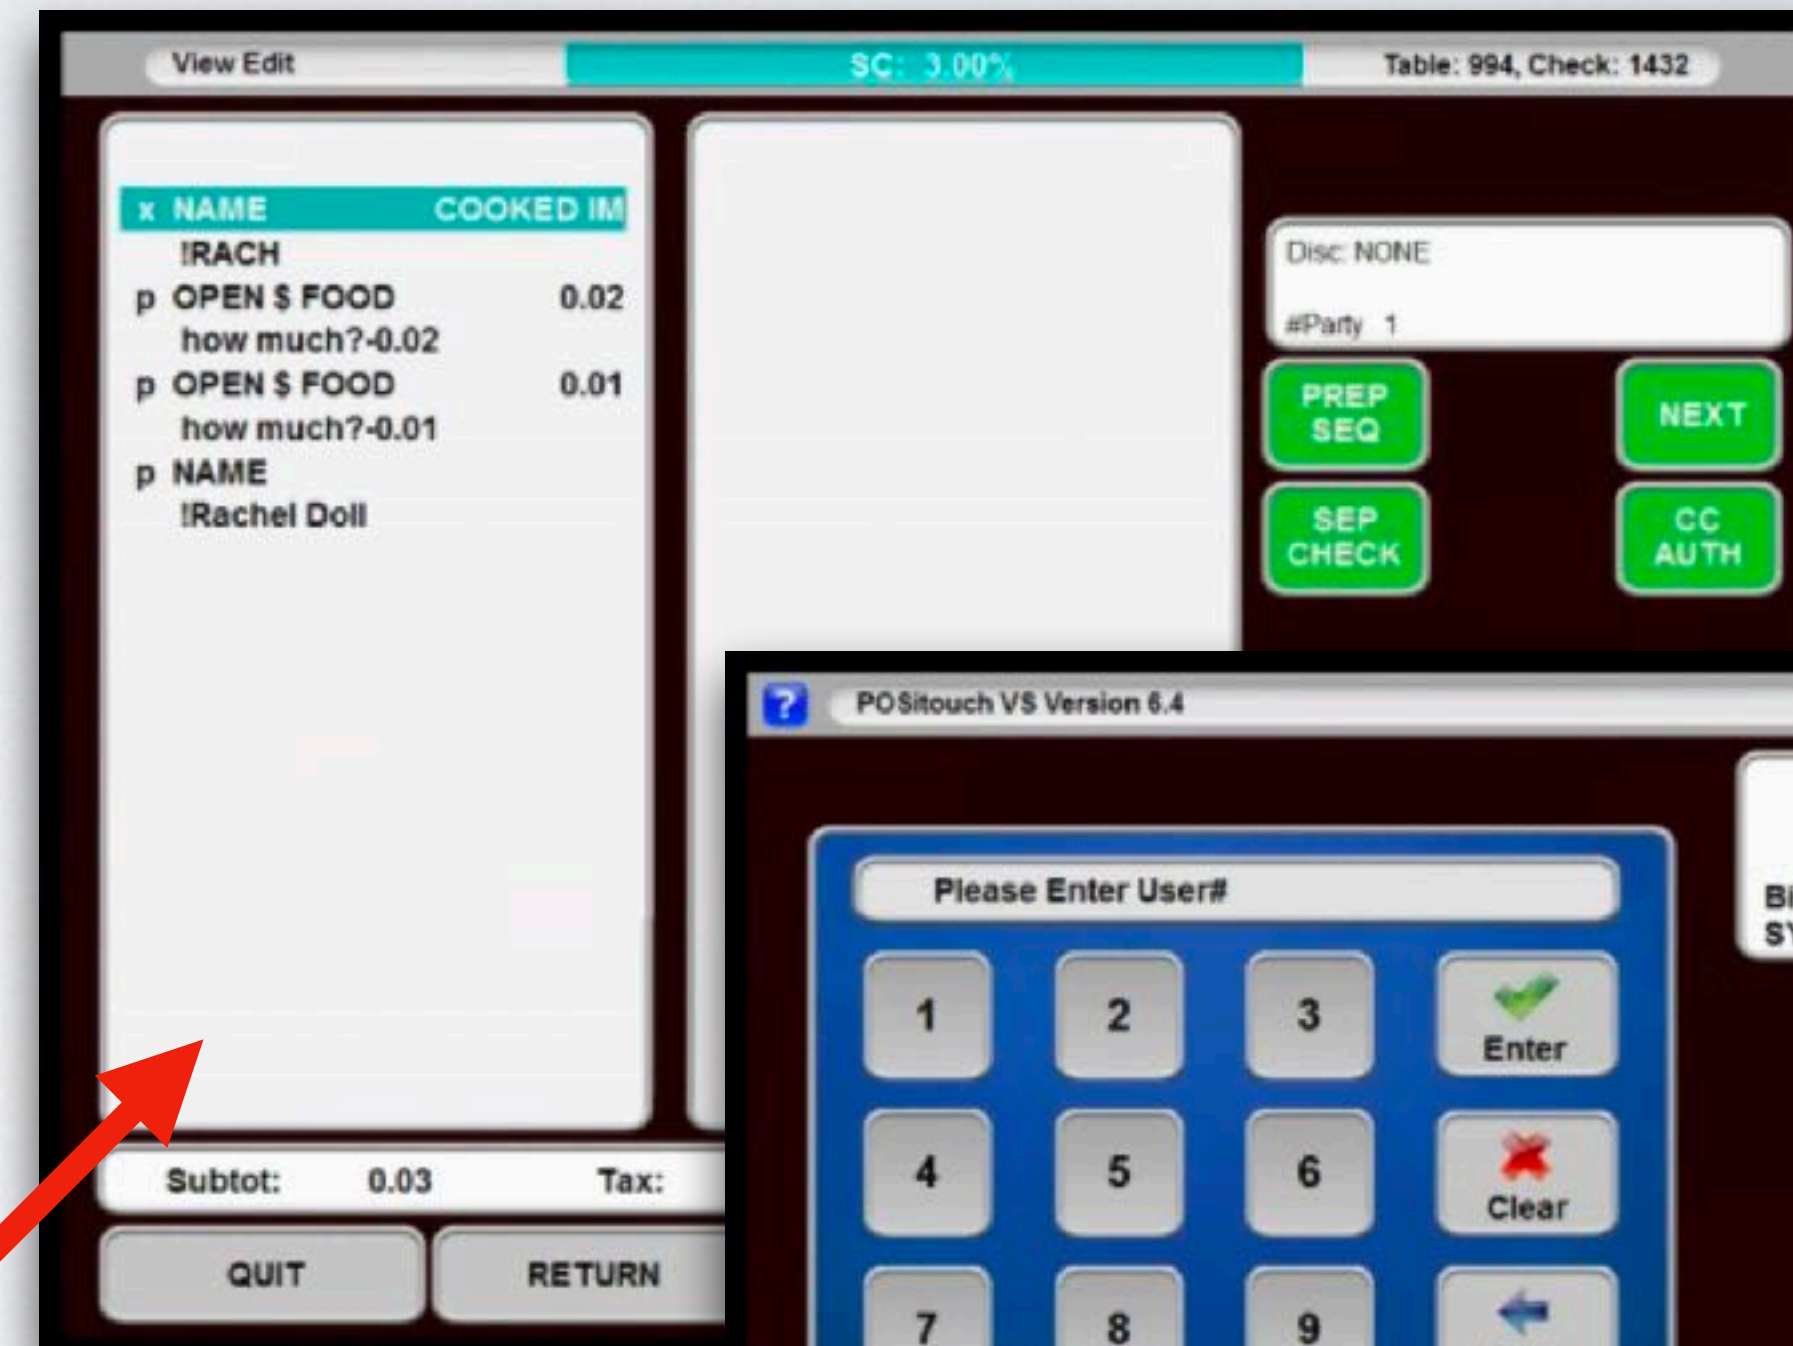 View Edit
SC: 3.00%
Table: 994, Check: 1432
x NAME COOKED IM
!RACH
p OPEN $ FOOD 0.02
how much?-0.02
p OPEN $ FOOD 0.01
how much?-0.01
p NAME
!Rachel Doll
Disc: NONE
#Party 1
PREP
SEQ
NEXT
SEP
CHECK
CC
AUTH
Subtot: 0.03 Tax:
QUIT
RETURN
?
POSitouch VS Version 6.4
Please Enter User#
1 2 3
Enter
4 5 6
Clear
7 8 9